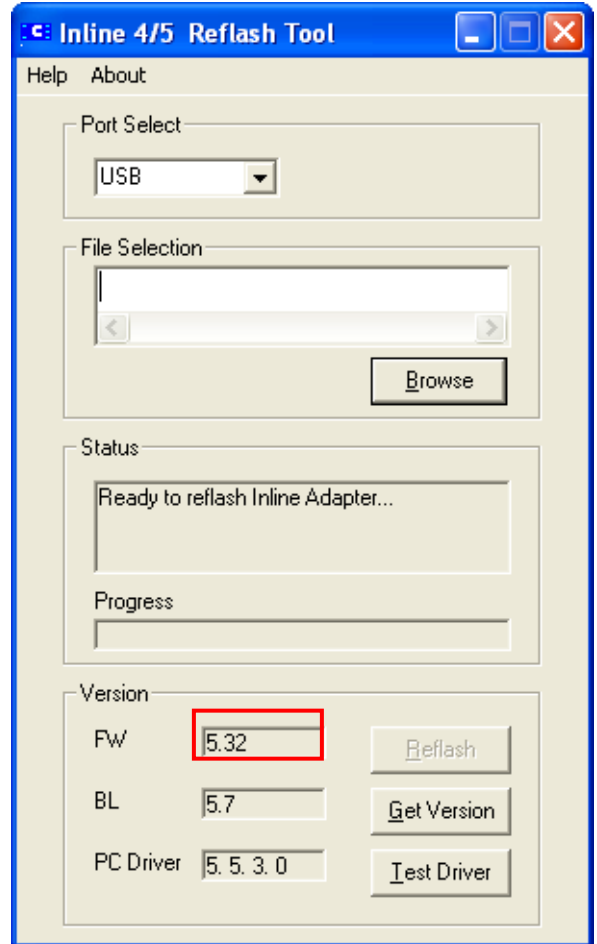 C Inline 4/5 Reflash Tool
Help About
Port Select
USB
File Selection
Browse
Status
Ready to reflash Inline Adapter...
Progress
Version
FW 5.32 Reflash
BL 5.7 Get Version
PC Driver 5. 5. 3. 0 Test Driver